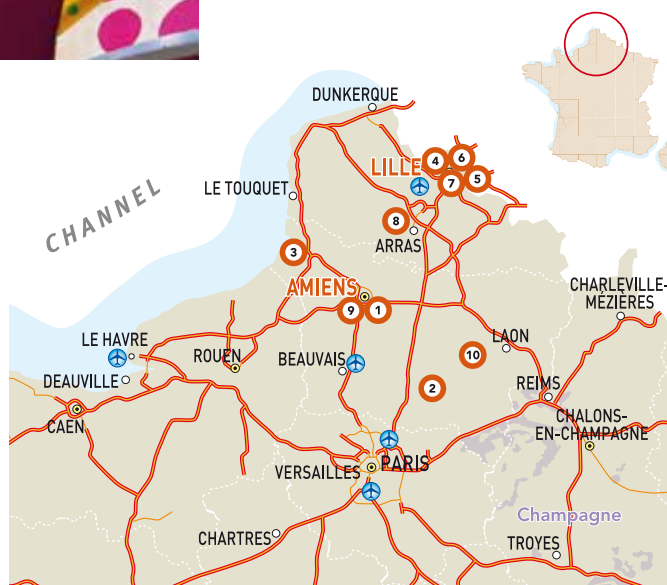 DUNKERQUE
LILLE
4
6
7
5
LE TOUQUET
CHANNEL
8
ARRAS
3
AMIENS
9
1
CHARLEVILLE-
MÉZIÈRES
LE HAVRE
ROUEN
BEAUVAIS
LAON
10
DEAUVILLE
2
REIMS
CAEN
CHALONS-
EN-CHAMPAGNE
VERSAILLES
PARIS
Champagne
CHARTRES
TROYES